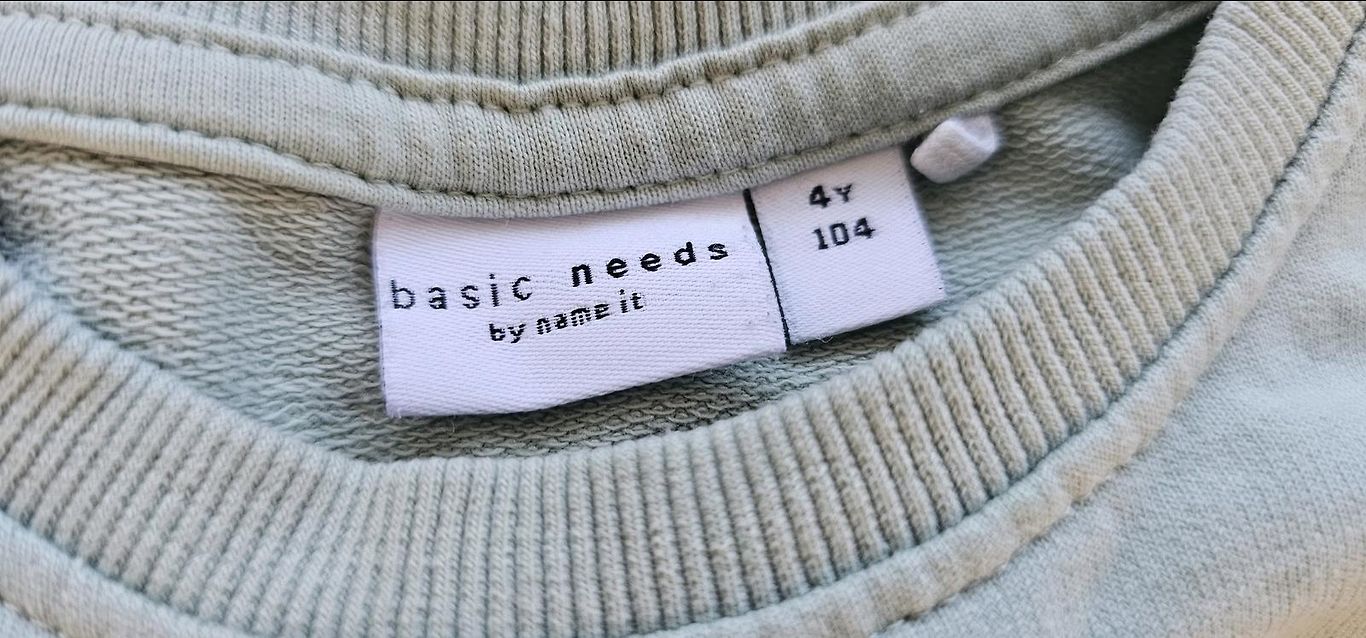 basic needs
by name it
4Y
104